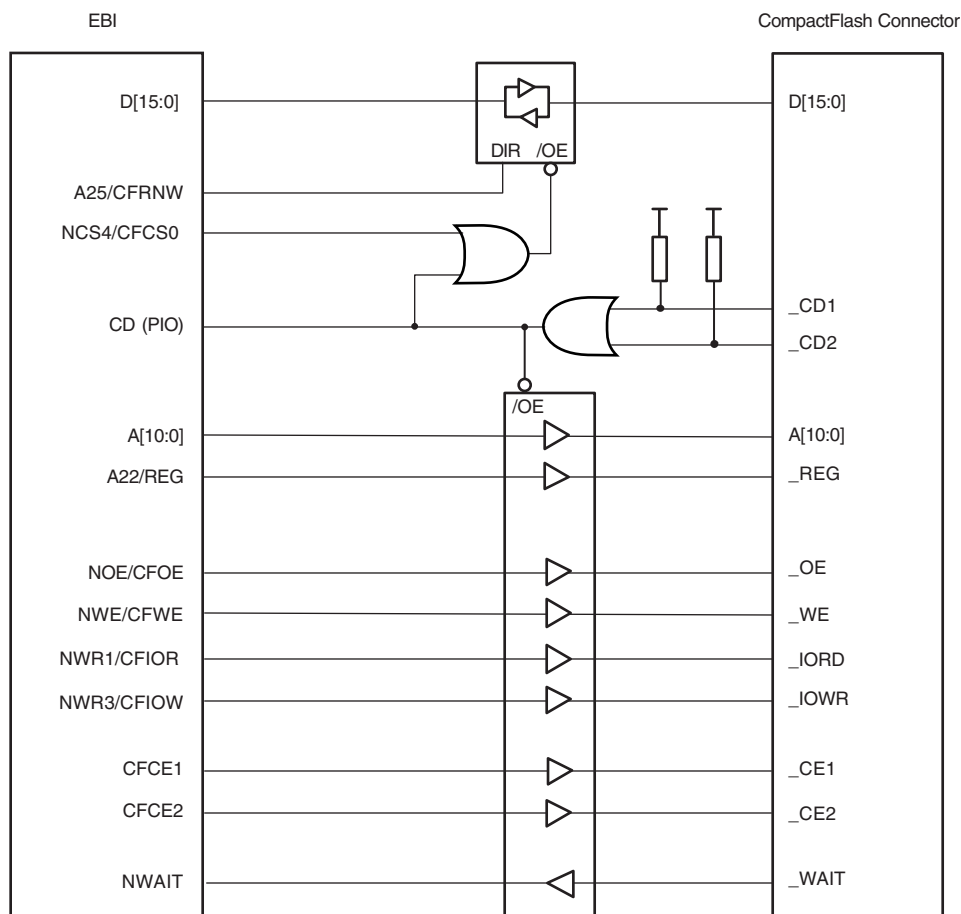 EBI
CompactFlash Connector
D[15:0]
D[15:0]
DIR /OE
A25/CFRNW
NCS4/CFCS0
_CD1
CD (PIO)
_CD2
/OE
A[10:0]
A[10:0]
A22/REG
_REG
NOE/CFOE
_OE
NWE/CFWE
_WE
NWR1/CFIOR
_IORD
NWR3/CFIOW
_IOWR
CFCE1
_CE1
CFCE2
_CE2
NWAIT
_WAIT